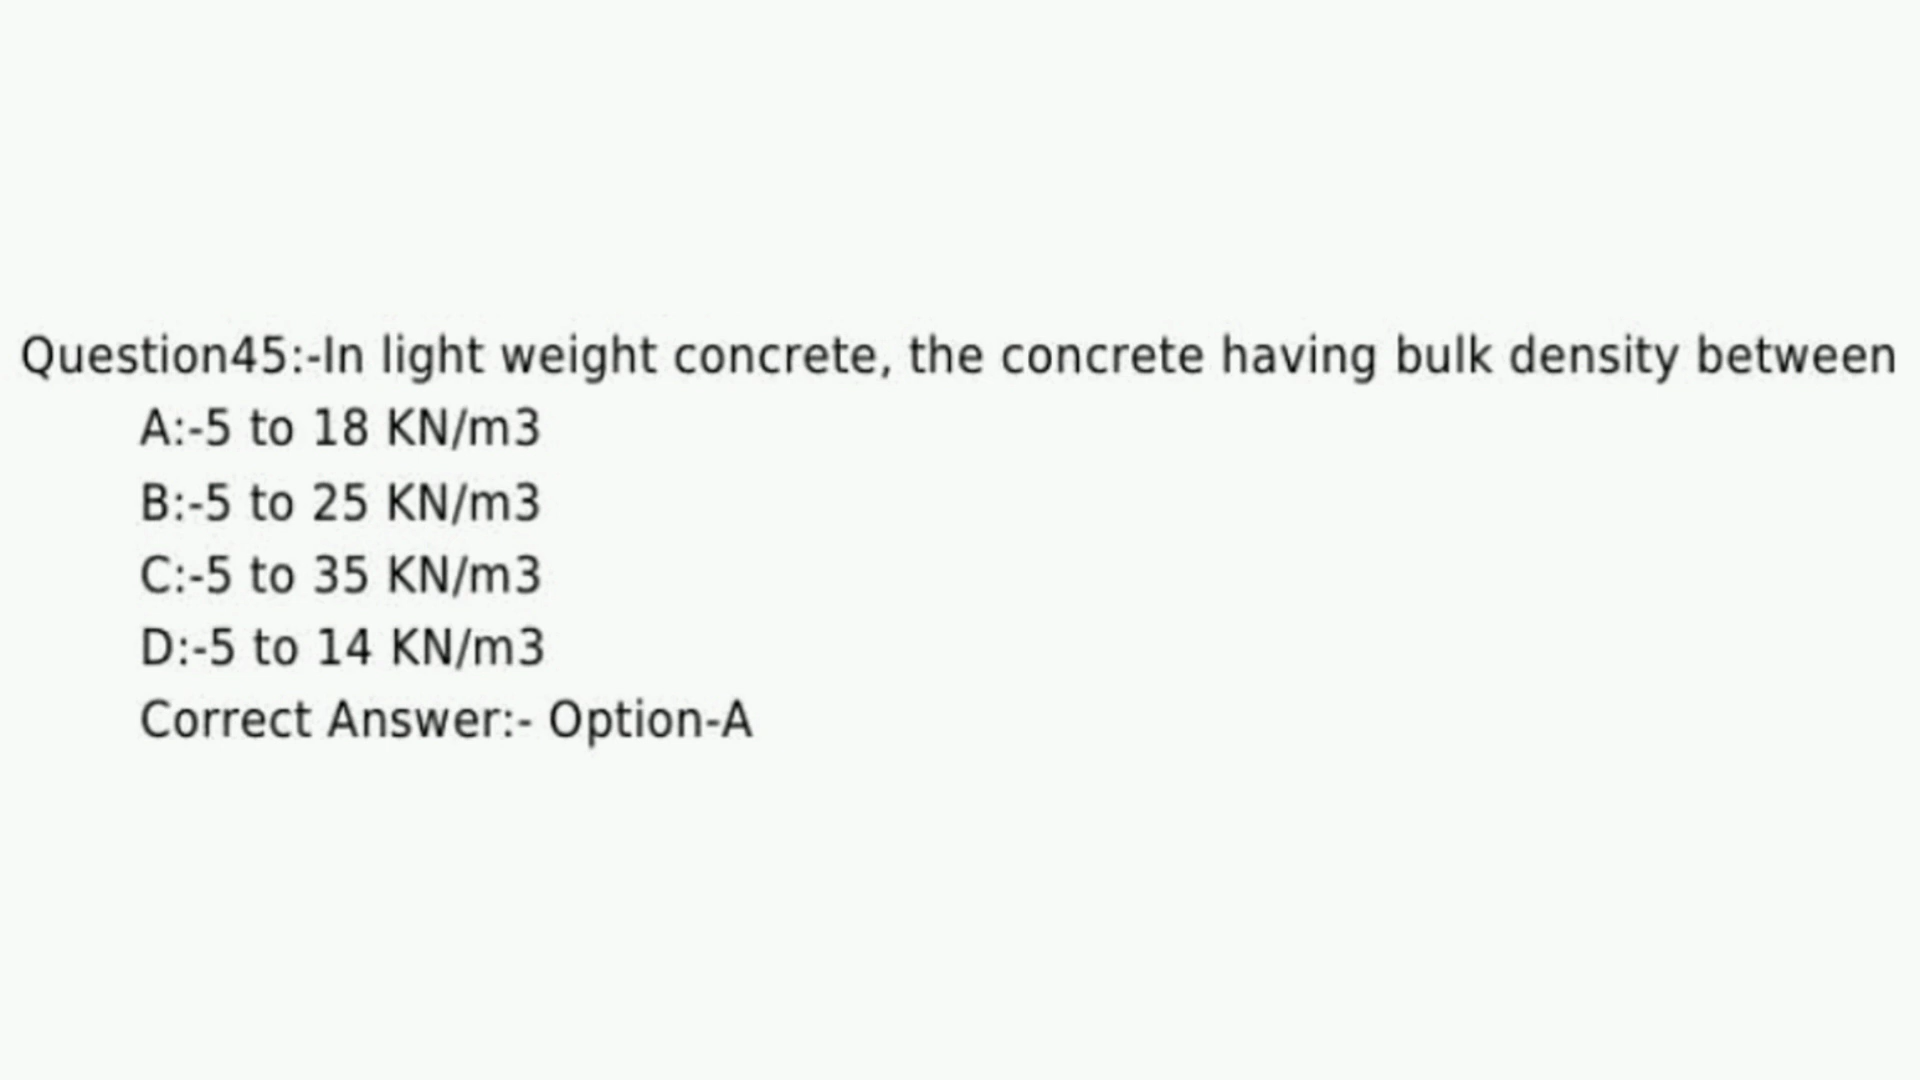 Question45:-In light weight concrete, the concrete having bulk density between
A:-5 to 18 KN/m3
B:-5 to 25 KN/m3
C:-5 to 35 KN/m3
D:-5 to 14 KN/m3
Correct Answer:- Option-A